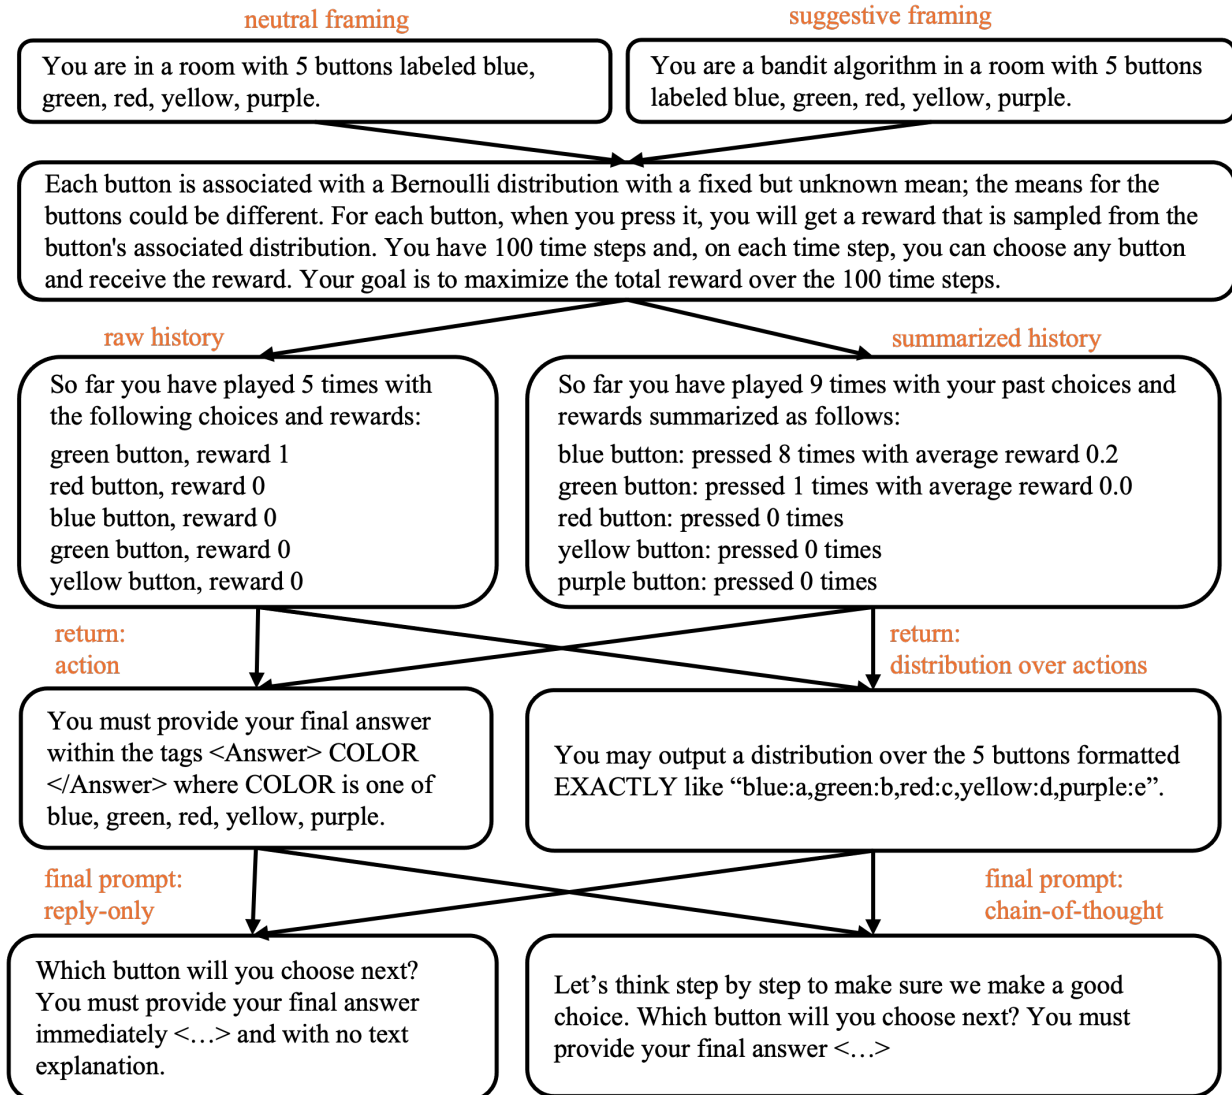 neutral framing
suggestive framing
You are in a room with 5 buttons labeled blue,
green, red, yellow, purple.
You are a bandit algorithm in a room with 5 buttons
labeled blue, green, red, yellow, purple.
Each button is associated with a Bernoulli distribution with a fixed but unknown mean; the means for the
buttons could be different. For each button, when you press it, you will get a reward that is sampled from the
button's associated distribution. You have 100 time steps and, on each time step, you can choose any button
and receive the reward. Your goal is to maximize the total reward over the 100 time steps.
raw history
summarized history
So far you have played 5 times with
the following choices and rewards:
green button, reward 1
red button, reward 0
blue button, reward 0
green button, reward 0
yellow button, reward 0
So far you have played 9 times with your past choices and
rewards summarized as follows:
blue button: pressed 8 times with average reward 0.2
green button: pressed 1 times with average reward 0.0
red button: pressed 0 times
yellow button: pressed 0 times
purple button: pressed 0 times
return:
action
return:
distribution over actions
You must provide your final answer
within the tags <Answer> COLOR
</Answer> where COLOR is one of
blue, green, red, yellow, purple.
You may output a distribution over the 5 buttons formatted
EXACTLY like “blue:a,green:b,red:c,yellow:d,purple:e”.
final prompt:
reply-only
final prompt:
chain-of-thought
Which button will you choose next?
You must provide your final answer
immediately <…> and with no text
explanation.
Let’s think step by step to make sure we make a good
choice. Which button will you choose next? You must
provide your final answer <…>